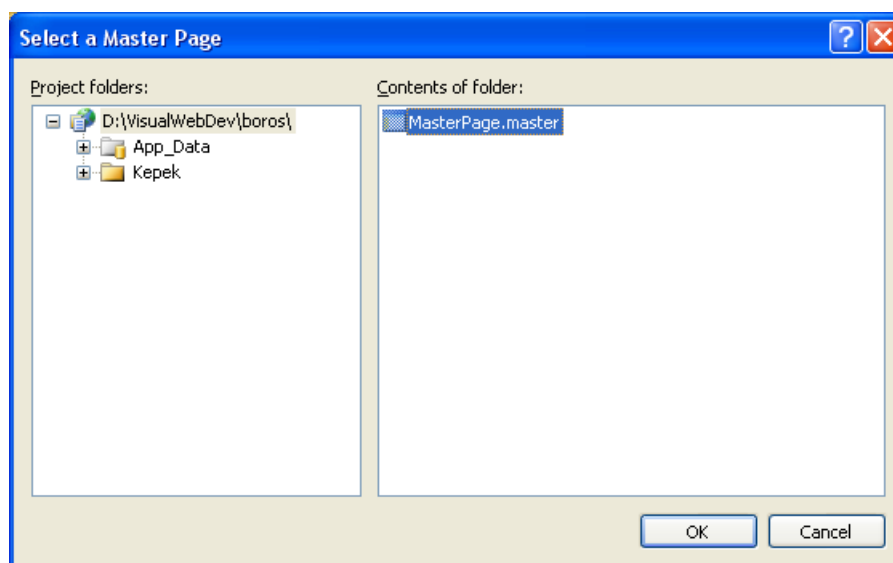 Select a Master Page
Project folders:
Contents of folder:
D:\VisualWebDev\boros\
App_Data
Kepek
MasterPage.master
OK
Cancel